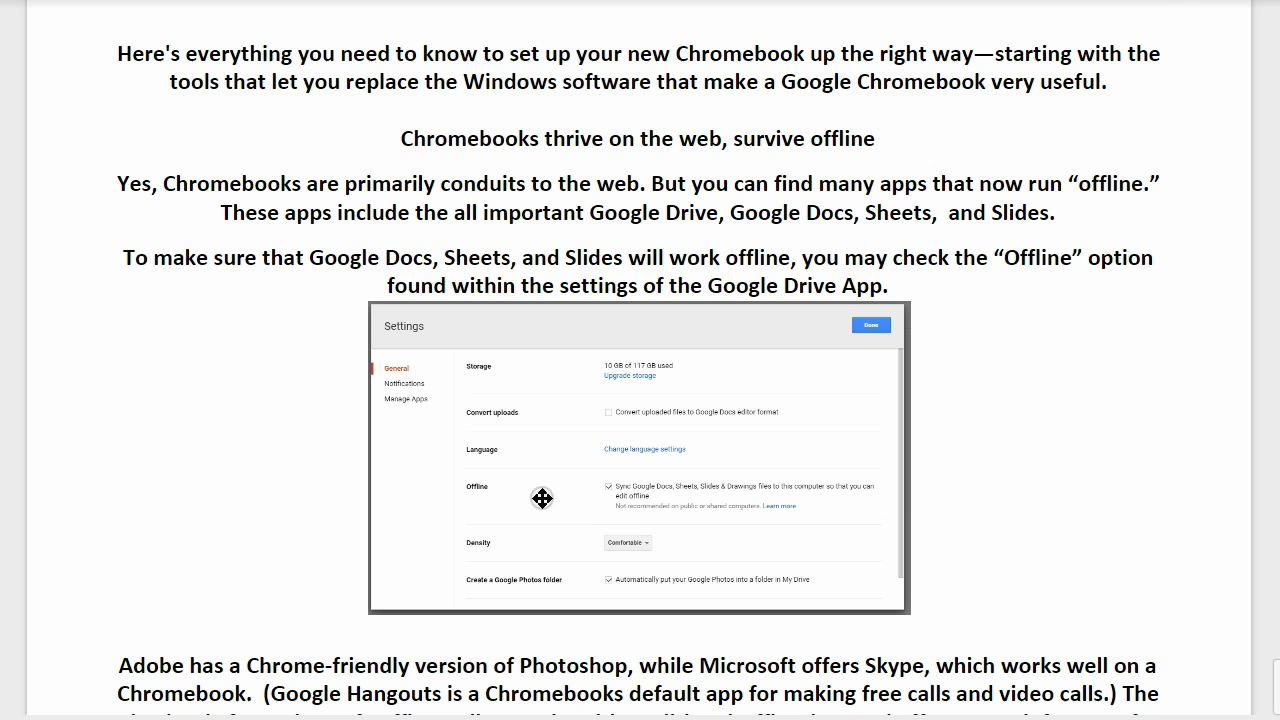 Here's everything you need to know to set up your new Chromebook up the right way—starting with the
tools that let you replace the Windows software that make a Google Chromebook very useful.
Chromebooks thrive on the web, survive offline
Yes, Chromebooks are primarily conduits to the web. But you can find many apps that now run “offline.”
These apps include the all important Google Drive, Google Docs, Sheets,  and Slides.
To make sure that Google Docs, Sheets, and Slides will work offline, you may check the “Offline” option
found within the settings of the Google Drive App.
Settings
Done
General
Notifications
Manage Apps
Storage
10 GB of 117 GB used
Upgrade storage
Convert uploads
Convert uploaded files to Google Docs editor format
Language
Change language settings
Offline
Sync Google Docs, Sheets, Slides & Drawings files to this computer so that you can
edit offline
Not recommended on public or shared computers. Learn more
Density
Comfortable
Create a Google Photos folder
Automatically put your Google Photos into a folder in My Drive
Adobe has a Chrome-friendly version of Photoshop, while Microsoft offers Skype, which works well on a
Chromebook.  (Google Hangouts is a Chromebooks default app for making free calls and video calls.) The